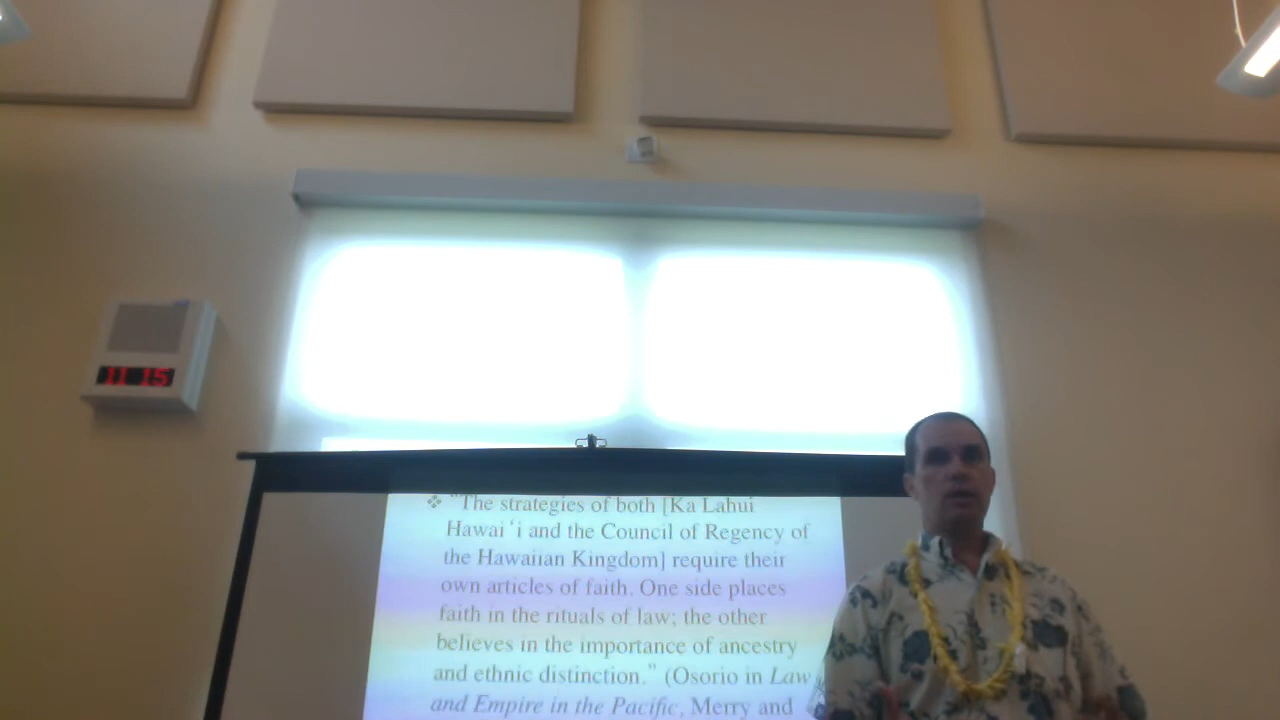 11 15
❖ "The strategies of both [Ka Lahui
Hawai ʻi and the Council of Regency of
the Hawaiian Kingdom] require their
own articles of faith. One side places
faith in the rituals of law; the other
believes in the importance of ancestry
and ethnic distinction." (Osorio in Law
and Empire in the Pacific, Merry and